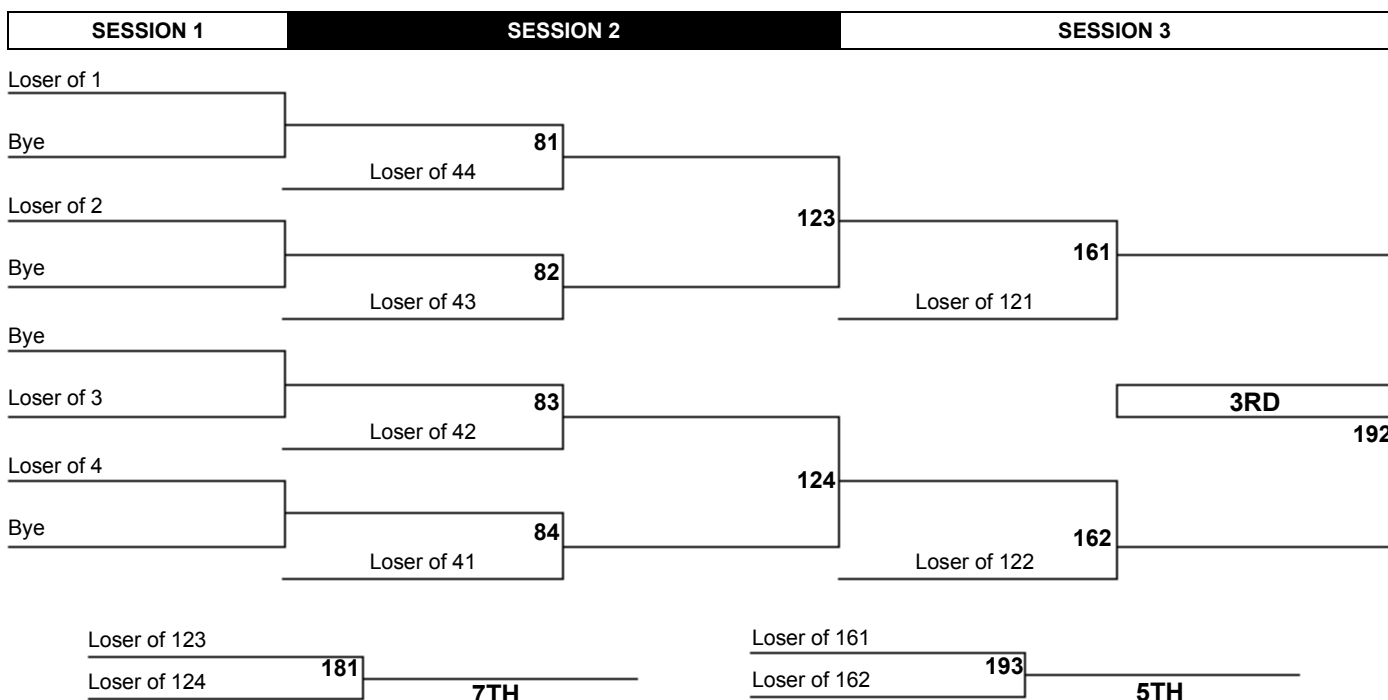 SESSION 1 SESSION 2 SESSION 3
Loser of 1
Bye
81
Loser of 44
Loser of 2
123
161
Bye
82
Loser of 43
Loser of 121
Bye
Loser of 3
83
3RD
Loser of 42
192
Loser of 4
124
Bye
84
162
Loser of 41
Loser of 122
Loser of 123
181
Loser of 124
7TH
Loser of 161
193
Loser of 162
5TH